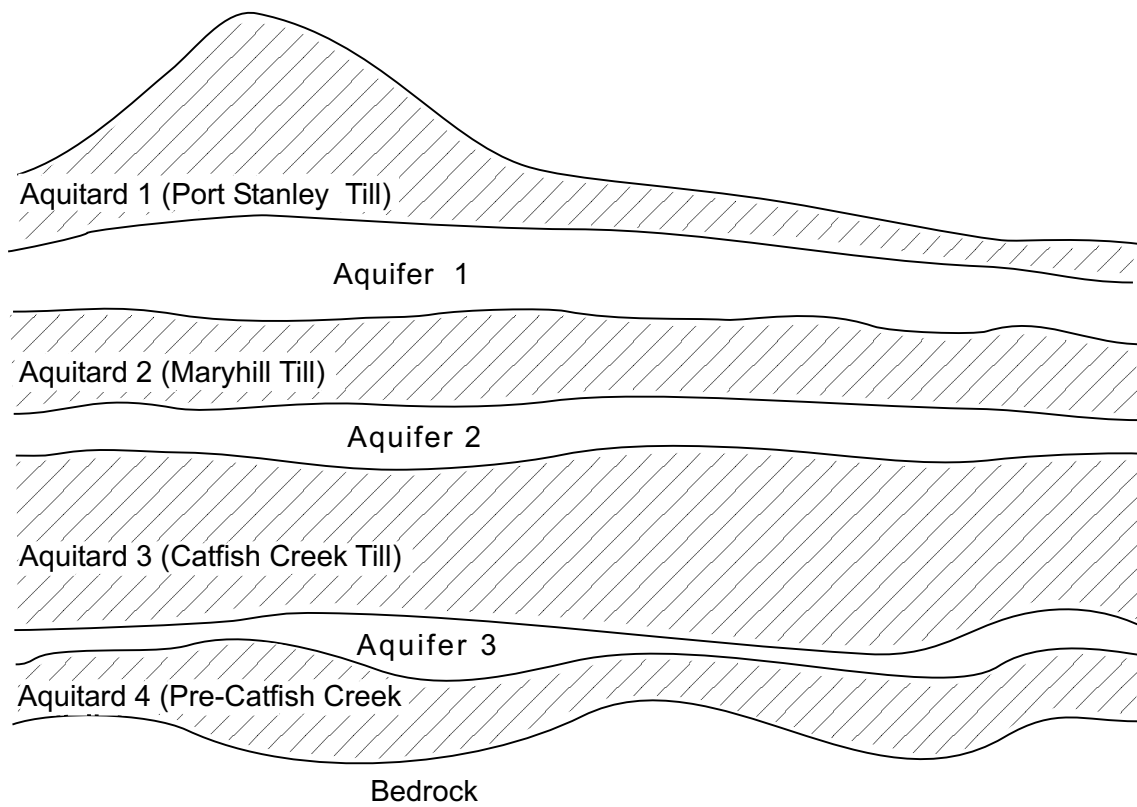 Aquitard 1 (Port Stanley Till)
Aquifer 1
Aquitard 2 (Maryhill Till)
Aquifer 2
Aquitard 3 (Catfish Creek Till)
Aquifer 3
Aquitard 4 (Pre-Catfish Creek
Bedrock